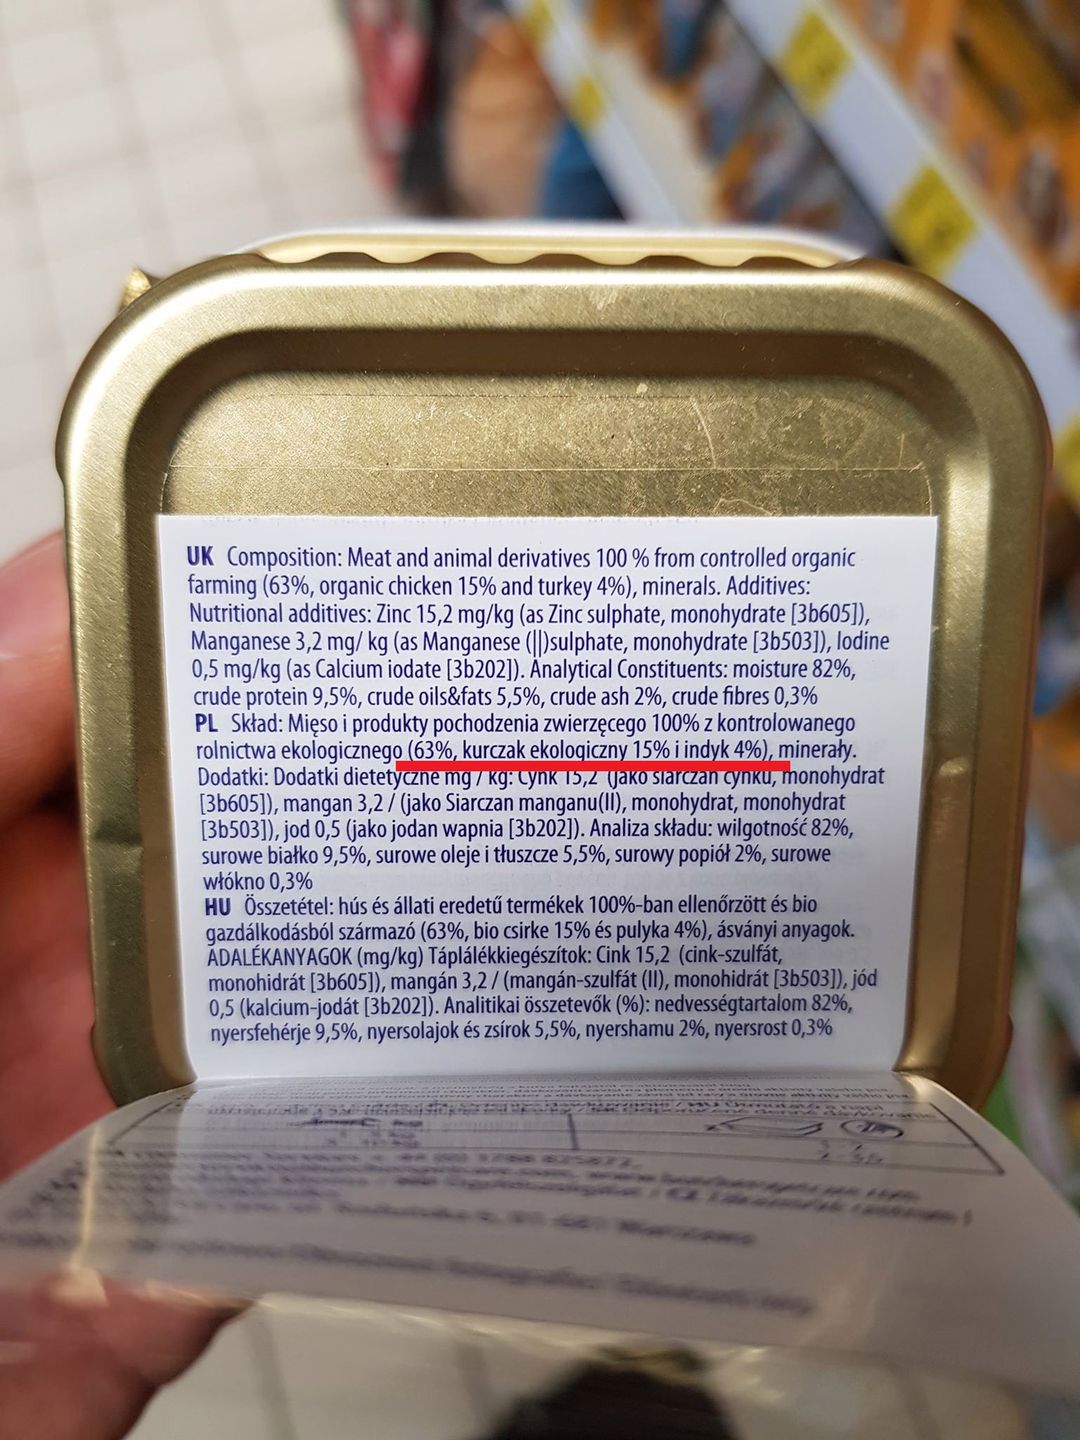 UK Composition: Meat and animal derivatives 100 % from controlled organic
farming (63%, organic chicken 15% and turkey 4%), minerals. Additives:
Nutritional additives: Zinc 15,2 mg/kg (as Zinc sulphate, monohydrate [3b605]),
Manganese 3,2 mg/ kg (as Manganese (||)sulphate, monohydrate [3b503]), Iodine
0,5 mg/kg (as Calcium iodate [3b202]). Analytical Constituents: moisture 82%,
crude protein 9,5%, crude oils&fats 5,5%, crude ash 2%, crude fibres 0,3%
PL Skład: Mięso i produkty pochodzenia zwierzęcego 100% z kontrolowanego
rolnictwa ekologicznego (63%, kurczak ekologiczny 15% i indyk 4%), minerały.
Dodatki: Dodatki dietetyczne mg / kg: Cynk 15,2 (jako siarczan cynku, monohydrat
[3b605]), mangan 3,2 / (jako Siarczan manganu(II), monohydrat, monohydrat
[3b503]), jod 0,5 (jako jodan wapnia [3b202]). Analiza składu: wilgotność 82%,
surowe białko 9,5%, surowe oleje i tłuszcze 5,5%, surowy popiół 2%, surowe
włókno 0,3%
HU Összetétel: hús és állati eredetű termékek 100%-ban ellenőrzött és bio
gazdálkodásból származó (63%, bio csirke 15% és pulyka 4%), ásványi anyagok.
ADALÉKANYAGOK (mg/kg) Táplálékkiegészítok: Cink 15,2 (cink-szulfát,
monohidrát [3b605]), mangán 3,2 / (mangán-szulfát (II), monohidrát [3b503]), jód
0,5 (kalcium-jodát [3b202]). Analitikai összetevők (%): nedvességtartalom 82%,
nyersfehérje 9,5%, nyersolajok és zsírok 5,5%, nyershamu 2%, nyersrost 0,3%